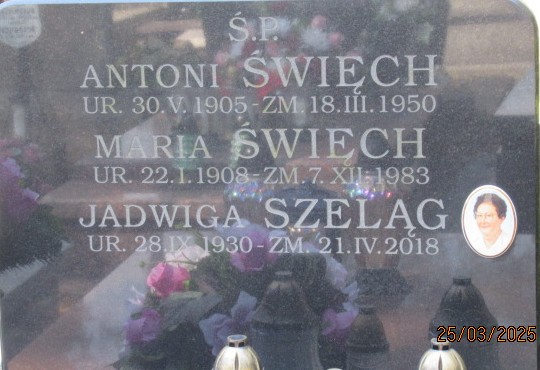 Ś.P.
ANTONI ŚWIĘCH
UR. 30.V.1905-ZM. 18.III.1950
MARIA ŚWIĘCH
UR. 22.I.1908-ZM. 7.XII.1983
JADWIGA SZELĄG
UR. 28.IX.1930-ZM. 21.IV.2018
25/03/2025